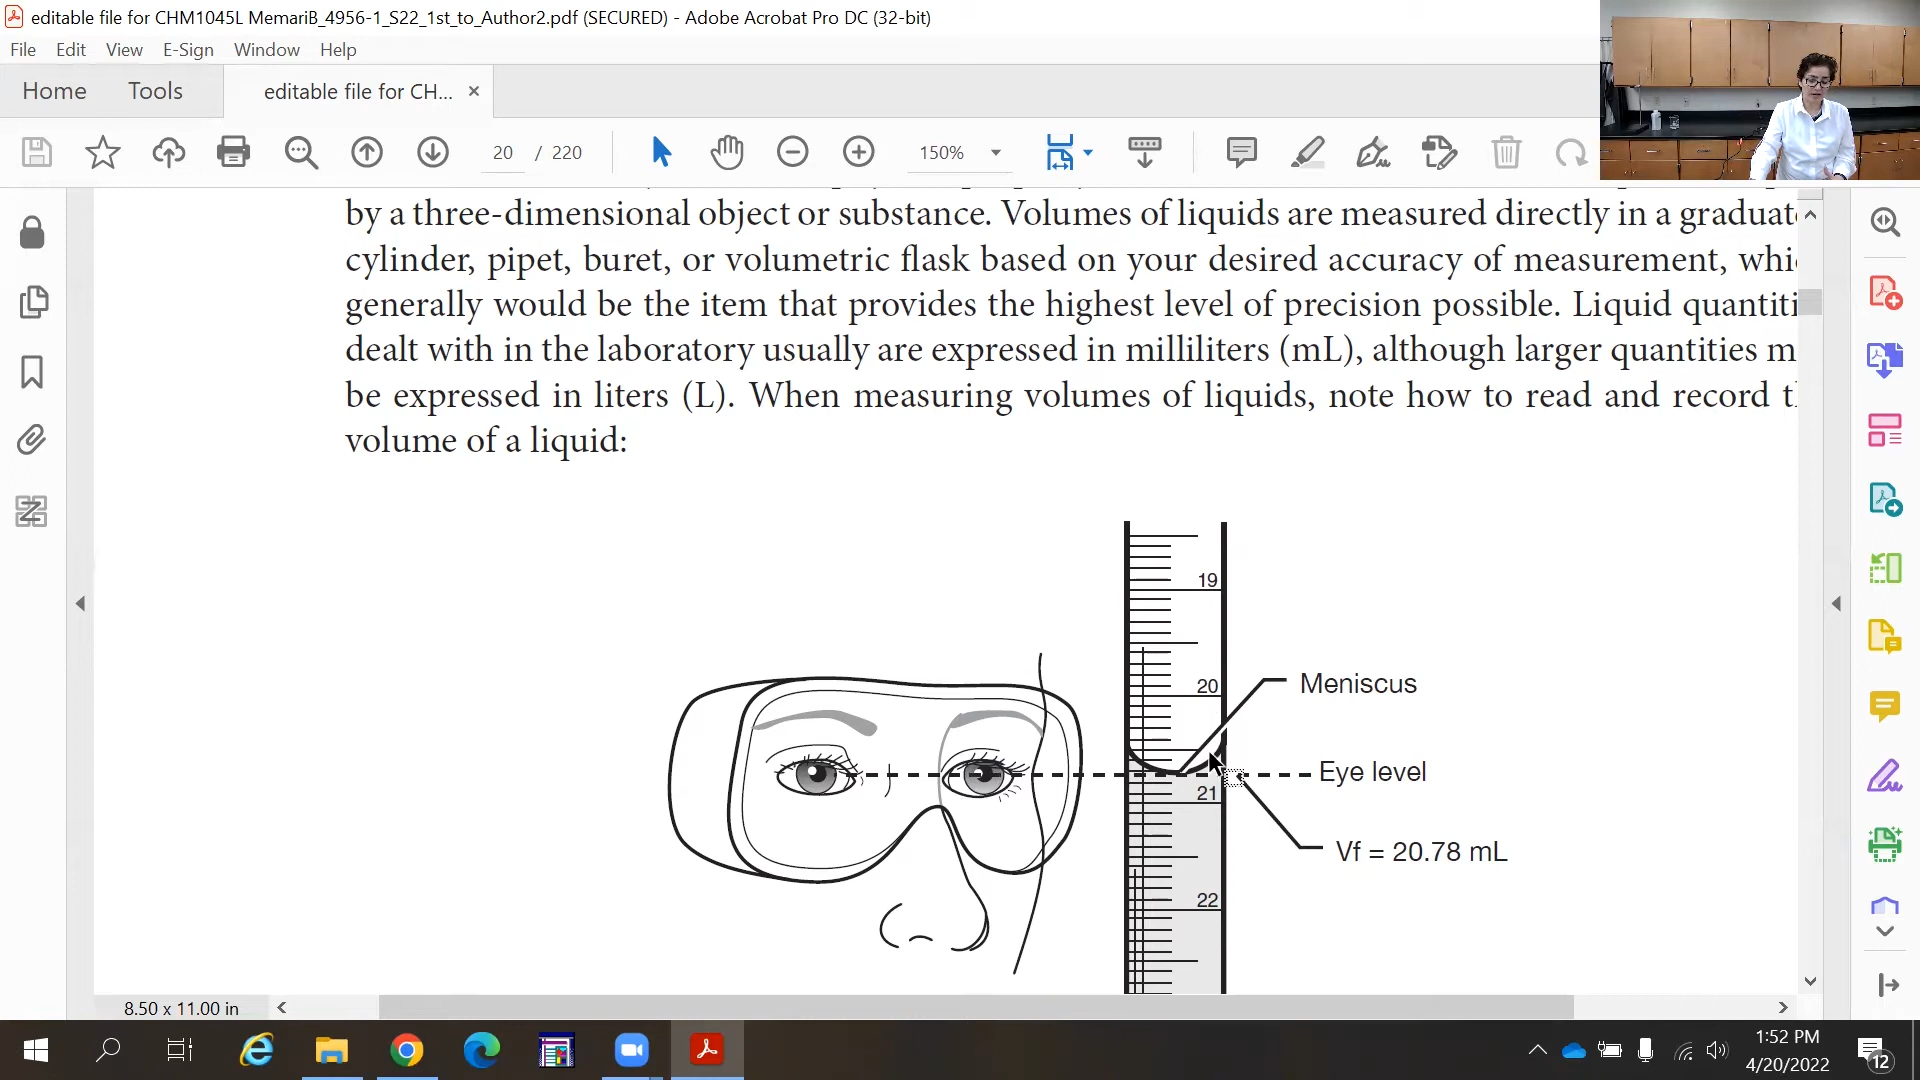 editable file for CHM1045L MemariB_4956-1_S22_1st_to_Author2.pdf (SECURED) - Adobe Acrobat Pro DC (32-bit)
File Edit View E-Sign Window Help
Home Tools editable file for CH... ×
20 / 220 150%
by a three-dimensional object or substance. Volumes of liquids are measured directly in a graduat
cylinder, pipet, buret, or volumetric flask based on your desired accuracy of measurement, whi
generally would be the item that provides the highest level of precision possible. Liquid quantiti
dealt with in the laboratory usually are expressed in milliliters (mL), although larger quantities m
be expressed in liters (L). When measuring volumes of liquids, note how to read and record t
volume of a liquid:
19
20
Meniscus
Eye level
21
Vf = 20.78 mL
22
8.50 x 11.00 in
1:52 PM
4/20/2022
12